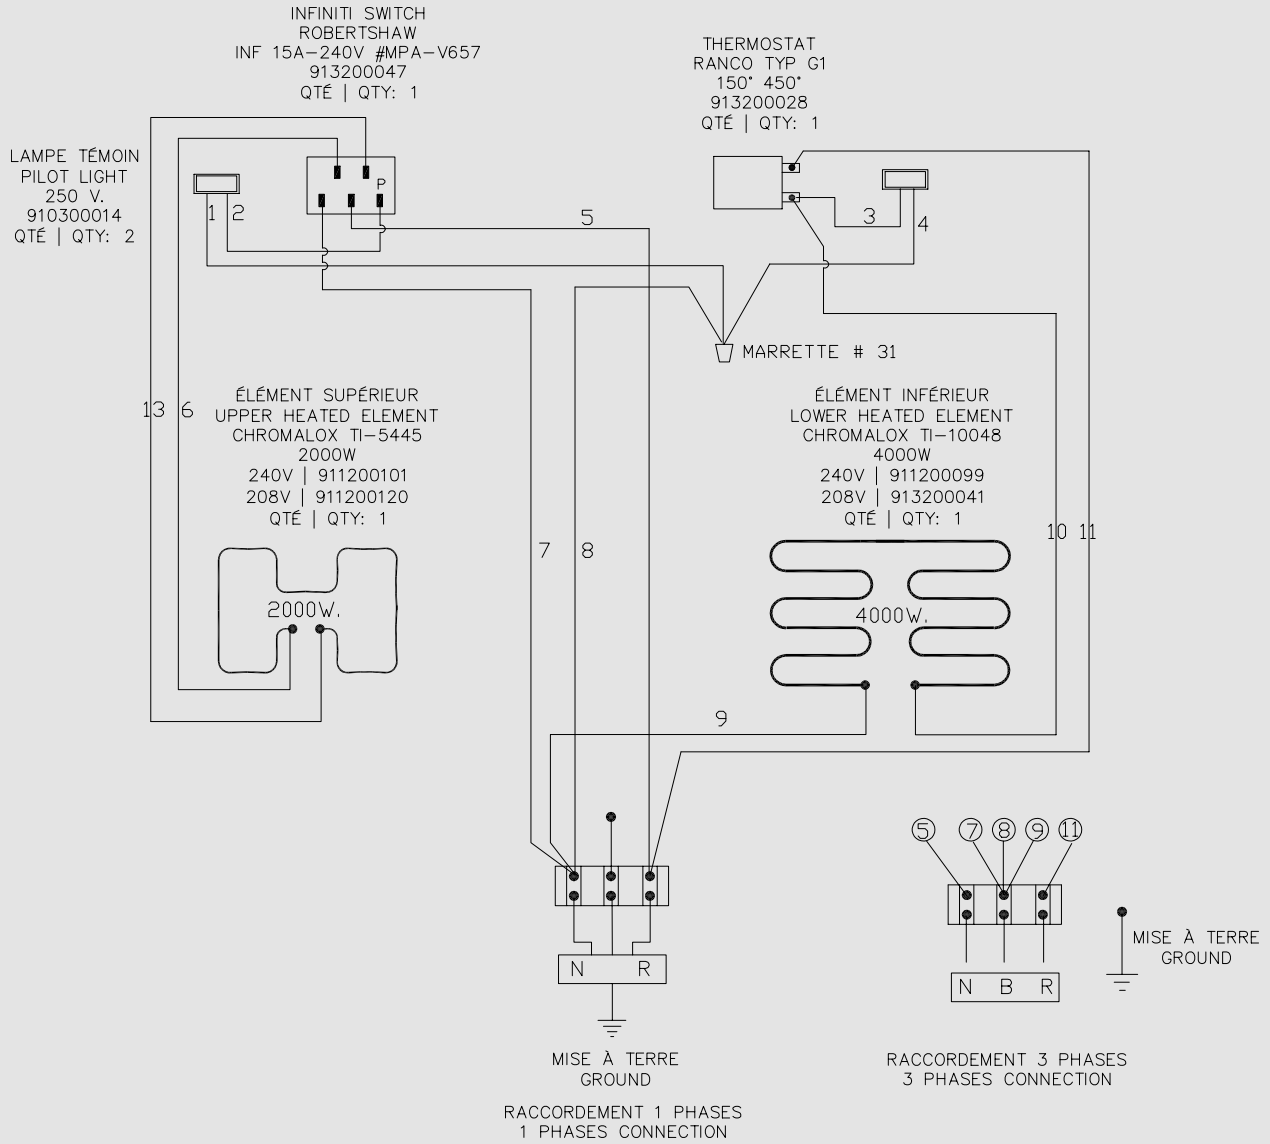 INFINITI SWITCH
ROBERTSHAW
INF 15A-240V #MPA-V657
913200047
QTÉ | QTY: 1
THERMOSTAT
RANCO TYP G1
150° 450°
913200028
QTÉ | QTY: 1
LAMPE TÉMOIN
PILOT LIGHT
250 V.
910300014
QTÉ | QTY: 2
P
1 2
5
3
4
MARRETTE # 31
13 6
ÉLÉMENT SUPÉRIEUR
UPPER HEATED ELEMENT
CHROMALOX TI-5445
2000W
240V | 911200101
208V | 911200120
QTÉ | QTY: 1
ÉLÉMENT INFÉRIEUR
LOWER HEATED ELEMENT
CHROMALOX TI-10048
4000W
240V | 911200099
208V | 913200041
QTÉ | QTY: 1
7 8
10 11
2000W.
4000W.
9
5 7 8 9 11
N R
N B R
MISE À TERRE
GROUND
MISE À TERRE
GROUND
RACCORDEMENT 1 PHASES
1 PHASES CONNECTION
RACCORDEMENT 3 PHASES
3 PHASES CONNECTION